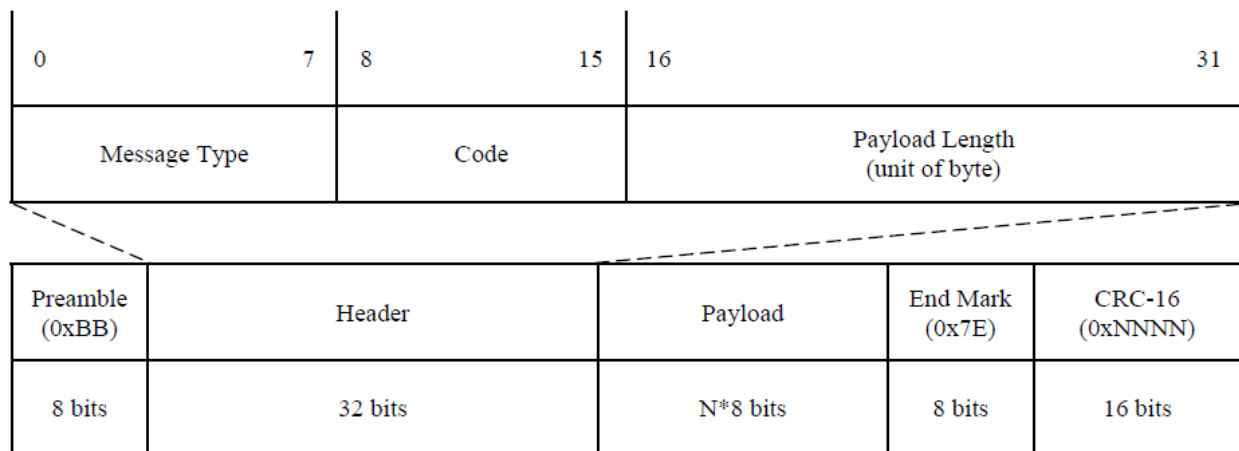 0 7 8 15 16 31
Message Type Code Payload Length
(unit of byte)
Preamble
(0xBB)
Header
Payload
End Mark
(0x7E)
CRC-16
(0xNNNN)
8 bits 32 bits N*8 bits 8 bits 16 bits